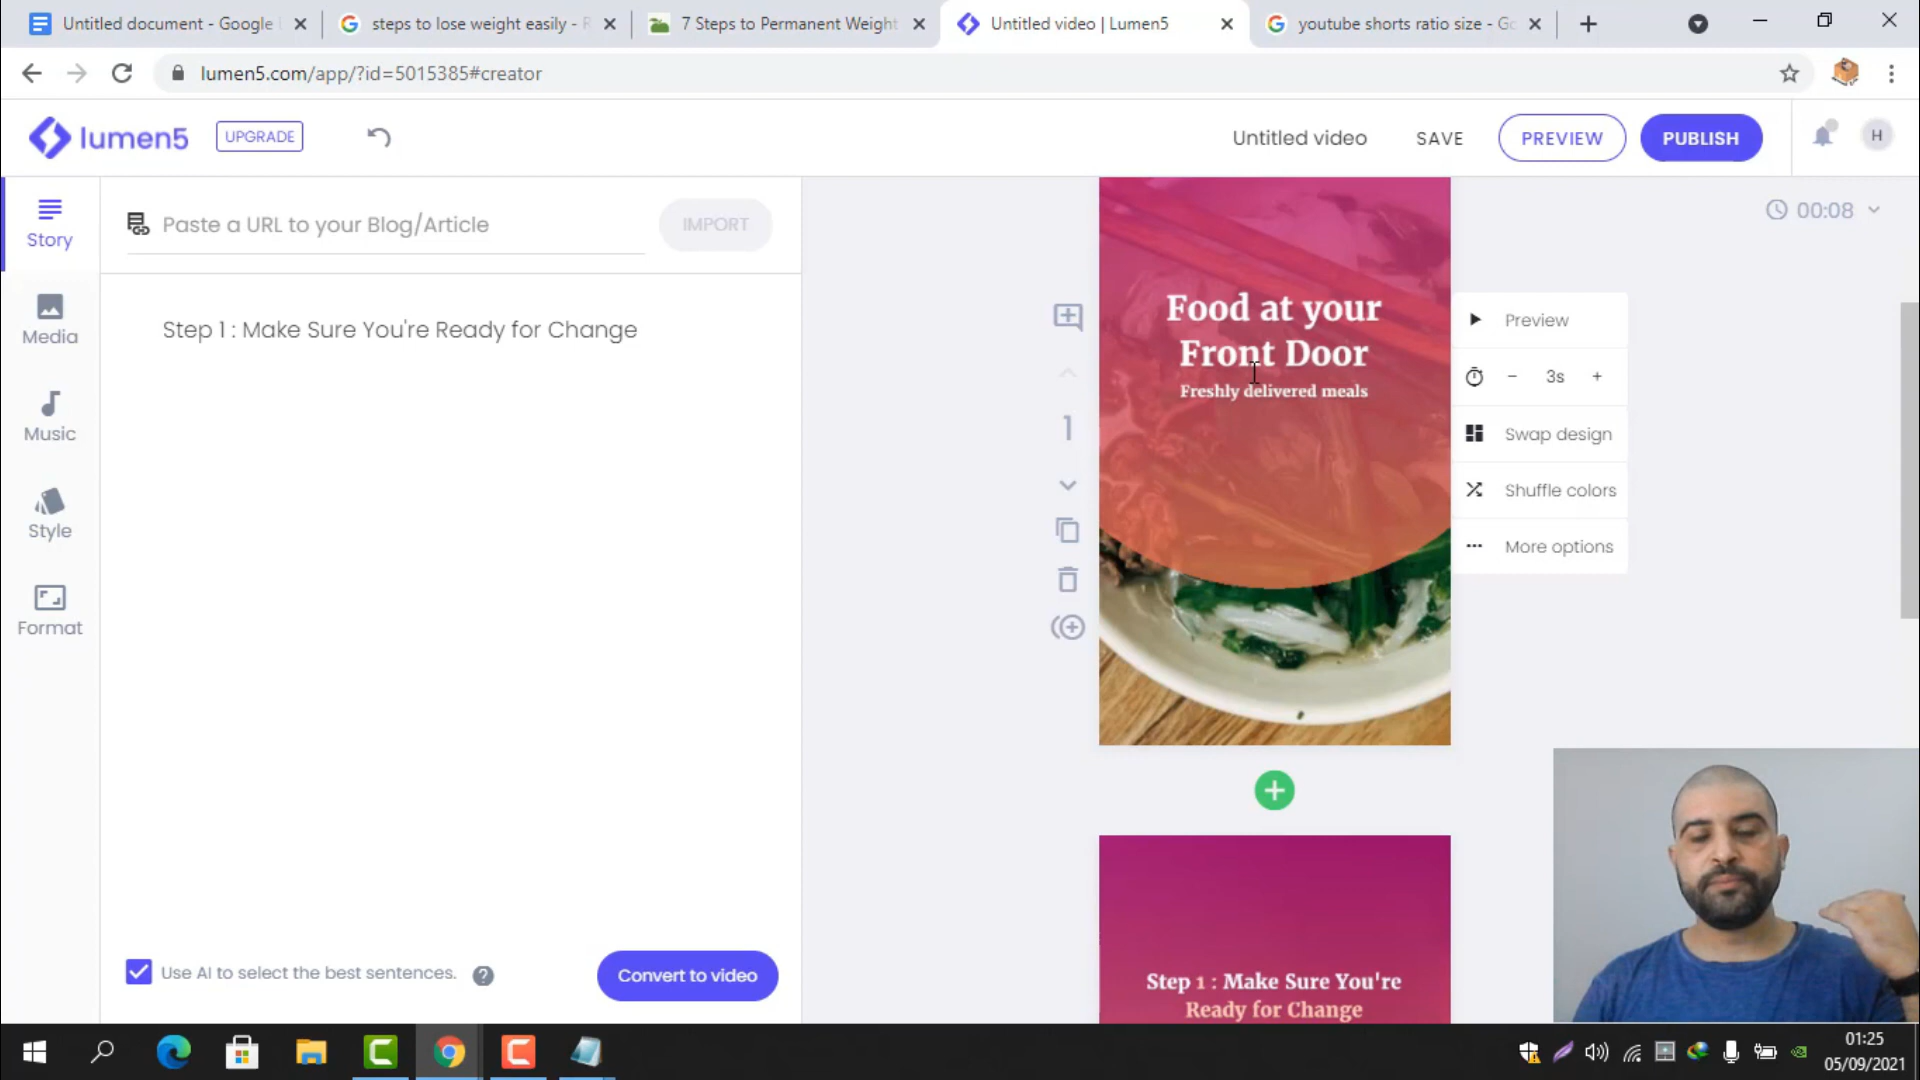 Untitled document - Google
steps to lose weight easily -
7 Steps to Permanent Weight
Untitled video | Lumen5
youtube shorts ratio size - Go
lumen5.com/app/?id=5015385#creator
lumen5
UPGRADE
Untitled video
SAVE
PREVIEW
PUBLISH
H
Story
Media
Music
Style
Format
Paste a URL to your Blog/Article
IMPORT
Step 1 : Make Sure You're Ready for Change
Use AI to select the best sentences.
?
Convert to video
00:08
1
Food at your
Front Door
Freshly delivered meals
Preview
3s
Swap design
Shuffle colors
More options
Step 1 : Make Sure You're
Ready for Change
01:25
05/09/2021